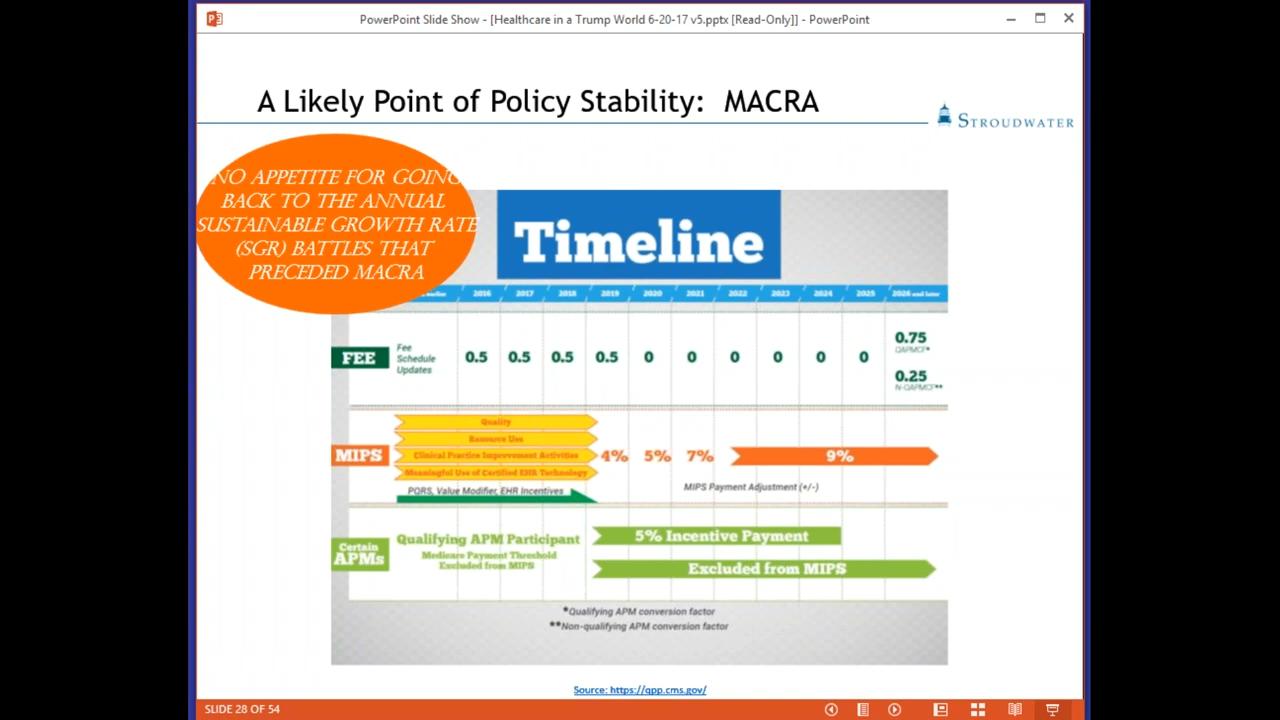 PowerPoint Slide Show - [Healthcare in a Trump World 6-20-17 v5.pptx [Read-Only]] - PowerPoint
A Likely Point of Policy Stability: MACRA
STROUDWATER
NO APPETITE FOR GOING
BACK TO THE ANNUAL
SUSTAINABLE GROWTH RATE
(SGR) BATTLES THAT
PRECEDED MACRA
Timeline
2016 2017 2018 2019 2020 2021 2022 2023 2024 2025 2026 and later
FEE
Fee
Schedule
Updates
0.5 0.5 0.5 0.5 0 0 0 0 0 0
0.75
QAPMCF*
0.25
N-QAPMCF**
MIPS
Quality
Resource Use
Clinical Practice Improvement Activities
Meaningful Use of Certified EHR Technology
PQRS, Value Modifier, EHR Incentives
4% 5% 7% 9%
MIPS Payment Adjustment (+/-)
Certain
APMs
Qualifying APM Participant
Medicare Payment Threshold
Excluded from MIPS
5% Incentive Payment
Excluded from MIPS
*Qualifying APM conversion factor
**Non-qualifying APM conversion factor
Source: https://qpp.cms.gov/
SLIDE 28 OF 54